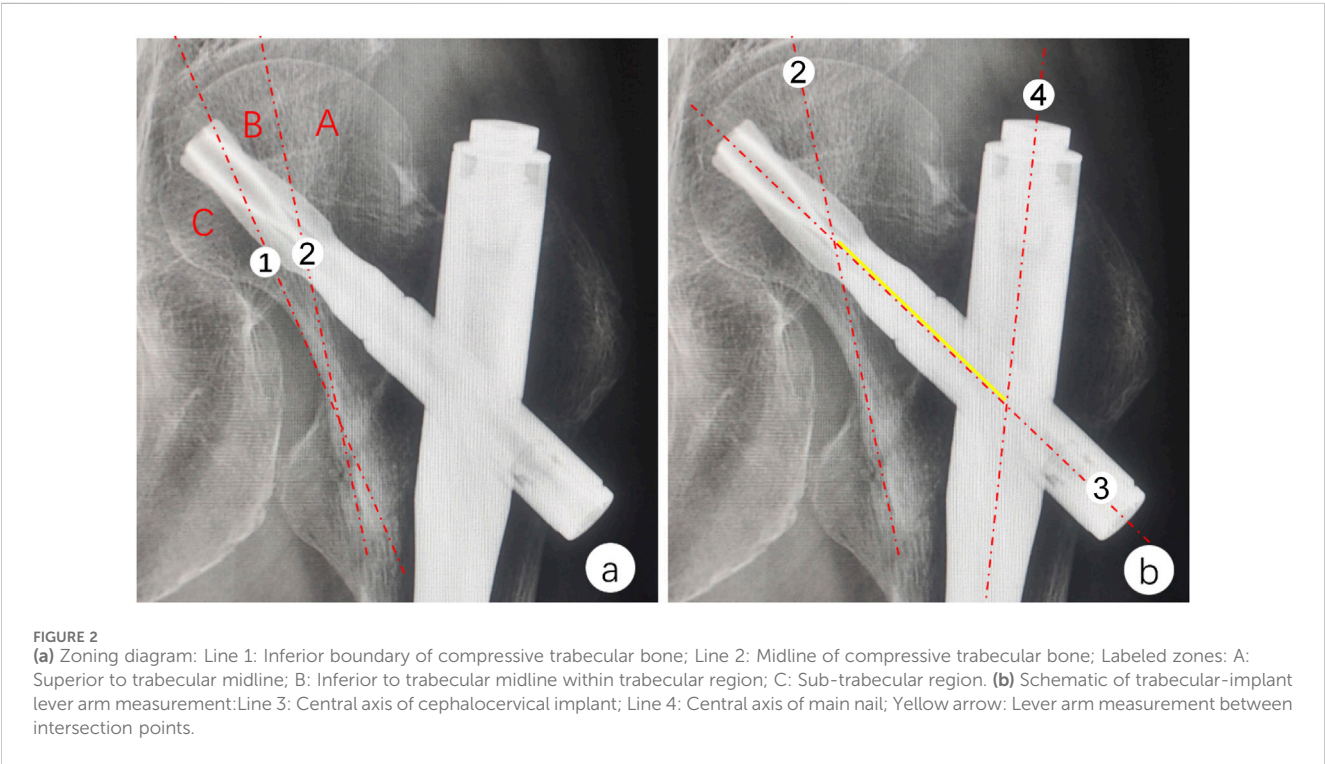 B
A
C
1
2
a
2
4
3
b
FIGURE 2
(a) Zoning diagram: Line 1: Inferior boundary of compressive trabecular bone; Line 2: Midline of compressive trabecular bone; Labeled zones: A:
Superior to trabecular midline; B: Inferior to trabecular midline within trabecular region; C: Sub-trabecular region. (b) Schematic of trabecular-implant
lever arm measurement:Line 3: Central axis of cephalocervical implant; Line 4: Central axis of main nail; Yellow arrow: Lever arm measurement between
intersection points.